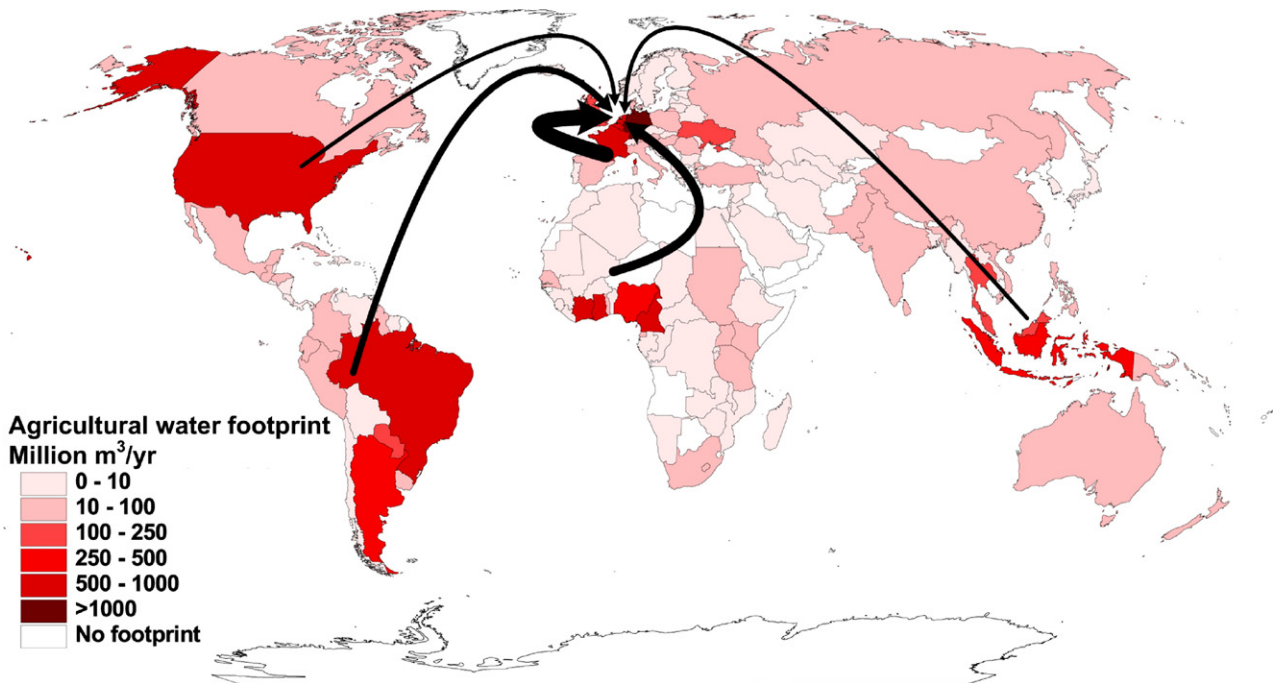 Agricultural water footprint
Million m³/yr
0 - 10
10 - 100
100 - 250
250 - 500
500 - 1000
>1000
No footprint